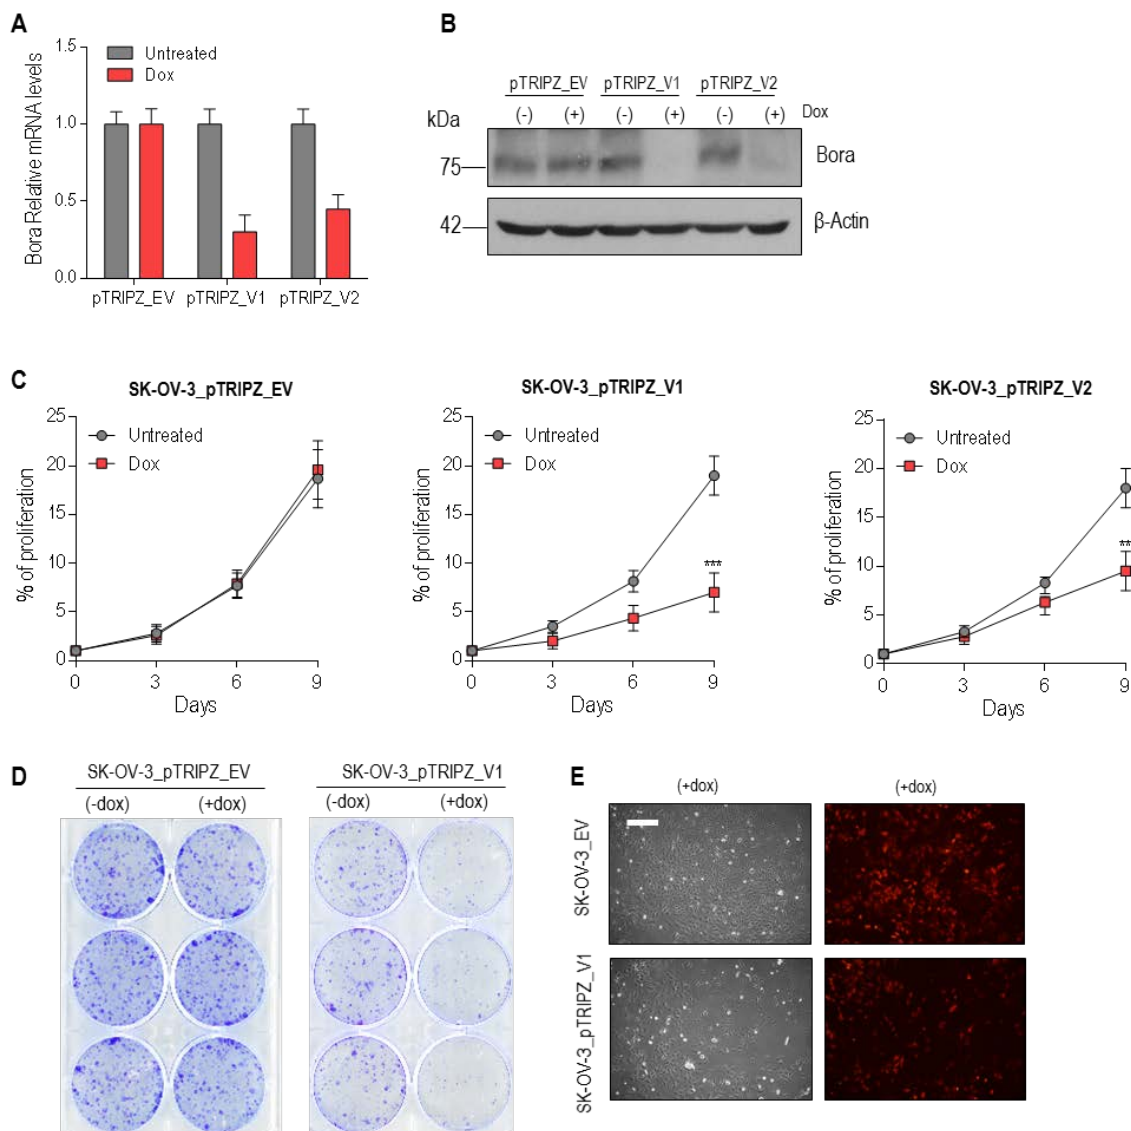 A
Bora Relative mRNA levels
1.5
1.0
0.5
0.0
Untreated
Dox
pTRIPZ_EV pTRIPZ_V1 pTRIPZ_V2
B
pTRIPZ_EV pTRIPZ_V1 pTRIPZ_V2
kDa (-) (+) (-) (+) (-) (+) Dox
75 Bora
42 β-Actin
C
SK-OV-3_pTRIPZ_EV
% of proliferation
25
20
15
10
5
0
Untreated
Dox
0 3 6 9
Days
SK-OV-3_pTRIPZ_V1
% of proliferation
25
20
15
10
5
0
Untreated
Dox
***
0 3 6 9
Days
SK-OV-3_pTRIPZ_V2
% of proliferation
25
20
15
10
5
0
Untreated
Dox
**
0 3 6 9
Days
D
SK-OV-3_pTRIPZ_EV
(-dox) (+dox)
SK-OV-3_pTRIPZ_V1
(-dox) (+dox)
E
(+dox) (+dox)
SK-OV-3_EV
SK-OV-3_pTRIPZ_V1